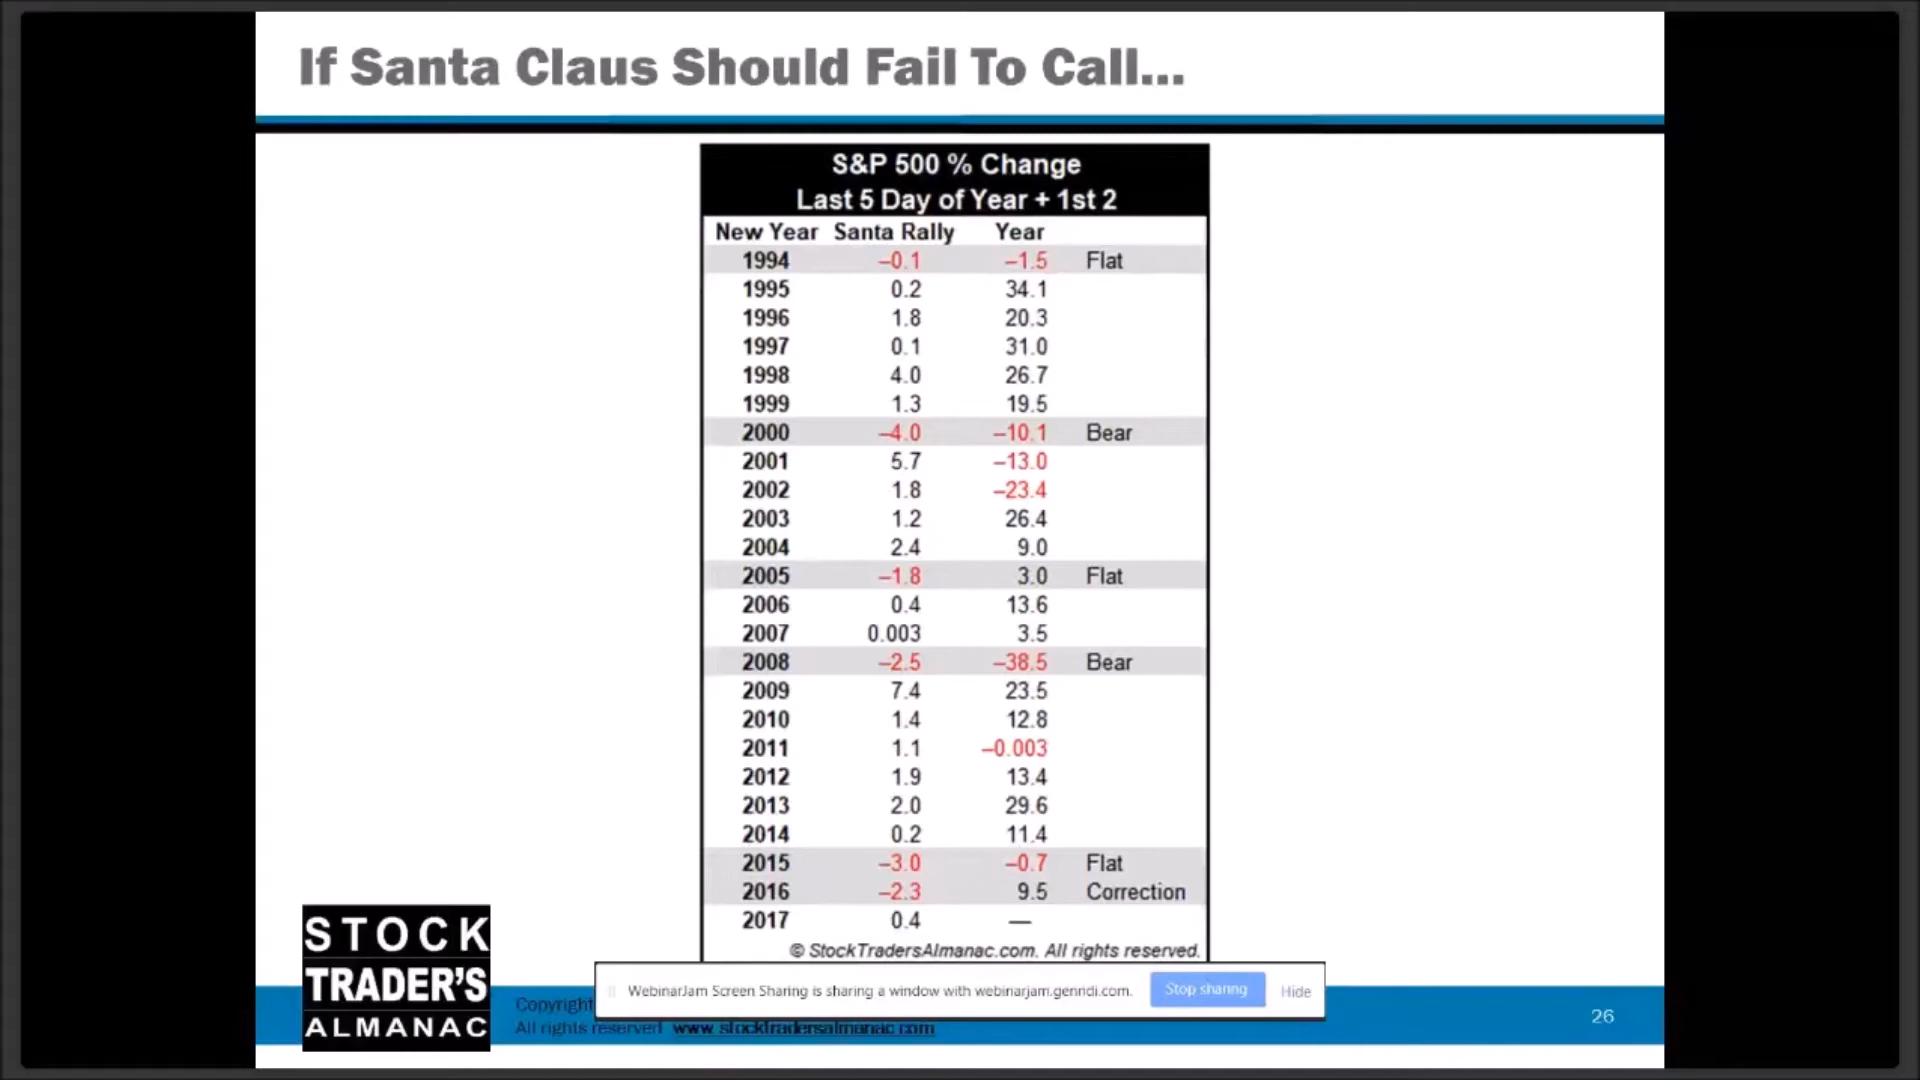 If Santa Claus Should Fail To Call...
S&P 500 % Change
Last 5 Day of Year + 1st 2
New Year Santa Rally Year
1994 –0.1 –1.5 Flat
1995 0.2 34.1
1996 1.8 20.3
1997 0.1 31.0
1998 4.0 26.7
1999 1.3 19.5
2000 –4.0 –10.1 Bear
2001 5.7 –13.0
2002 1.8 –23.4
2003 1.2 26.4
2004 2.4 9.0
2005 –1.8 3.0 Flat
2006 0.4 13.6
2007 0.003 3.5
2008 –2.5 –38.5 Bear
2009 7.4 23.5
2010 1.4 12.8
2011 1.1 –0.003
2012 1.9 13.4
2013 2.0 29.6
2014 0.2 11.4
2015 –3.0 –0.7 Flat
2016 –2.3 9.5 Correction
2017 0.4 —
© StockTradersAlmanac.com. All rights reserved.
STOCK
TRADER'S
ALMANAC
WebinarJam Screen Sharing is sharing a window with webinarjam.genndi.com. Stop sharing Hide
Copyright
All rights reserved www.stocktradersalmanac.com
26